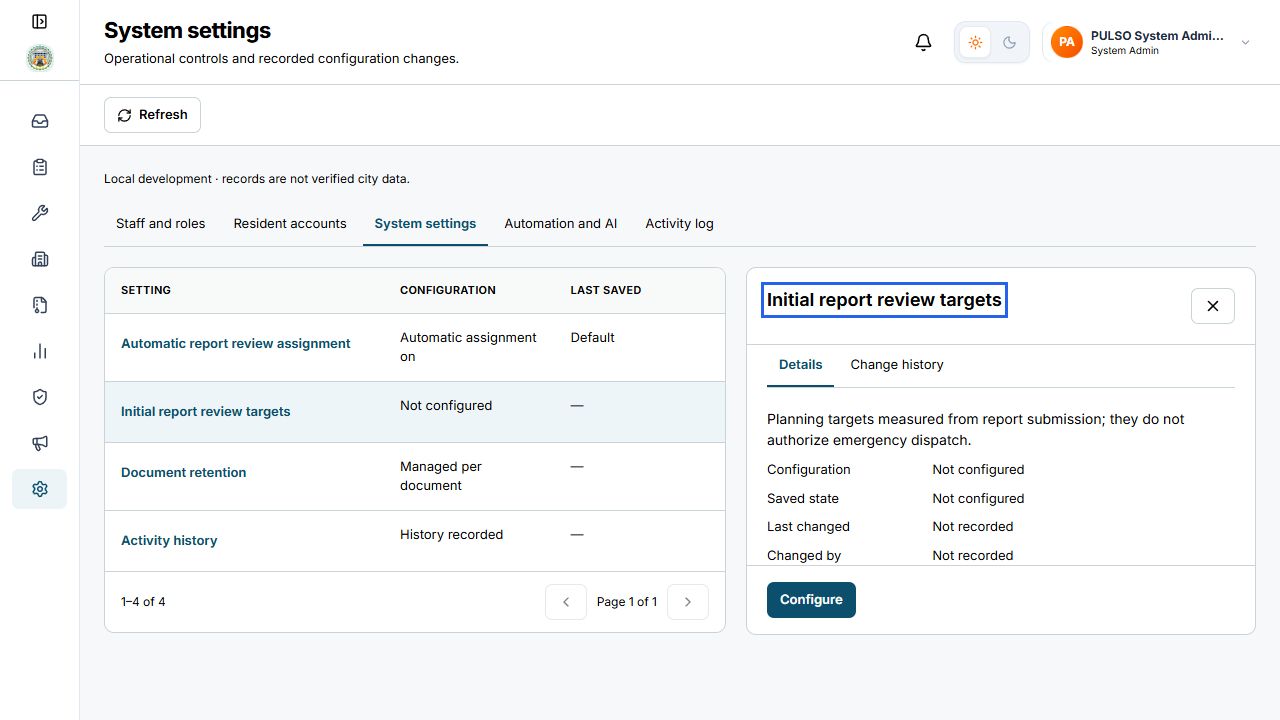 System settings
Operational controls and recorded configuration changes.
PA
PULSO System Admi...
System Admin
Refresh
Local development · records are not verified city data.
Staff and roles
Resident accounts
System settings
Automation and AI
Activity log
SETTING
CONFIGURATION
LAST SAVED
Automatic report review assignment
Automatic assignment
on
Default
Initial report review targets
Not configured
—
Document retention
Managed per
document
—
Activity history
History recorded
—
1–4 of 4
Page 1 of 1
Initial report review targets
Details
Change history
Planning targets measured from report submission; they do not
authorize emergency dispatch.
Configuration
Not configured
Saved state
Not configured
Last changed
Not recorded
Changed by
Not recorded
Configure